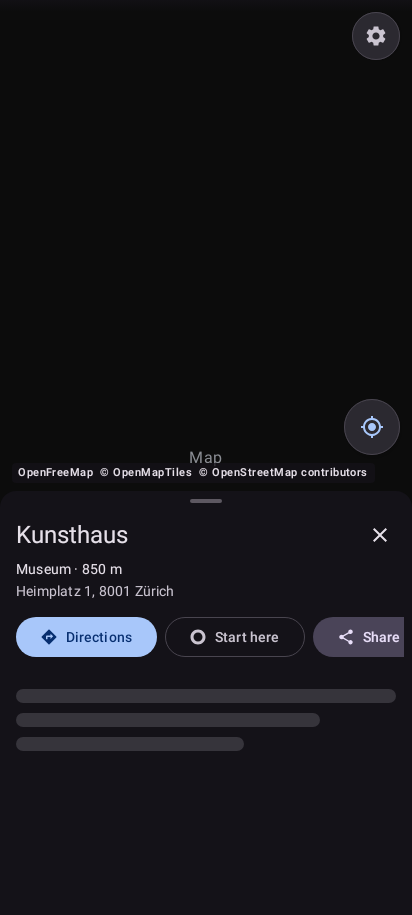 Map
OpenFreeMap © OpenMapTiles © OpenStreetMap contributors
Kunsthaus
Museum · 850 m
Heimplatz 1, 8001 Zürich
Directions
Start here
Share